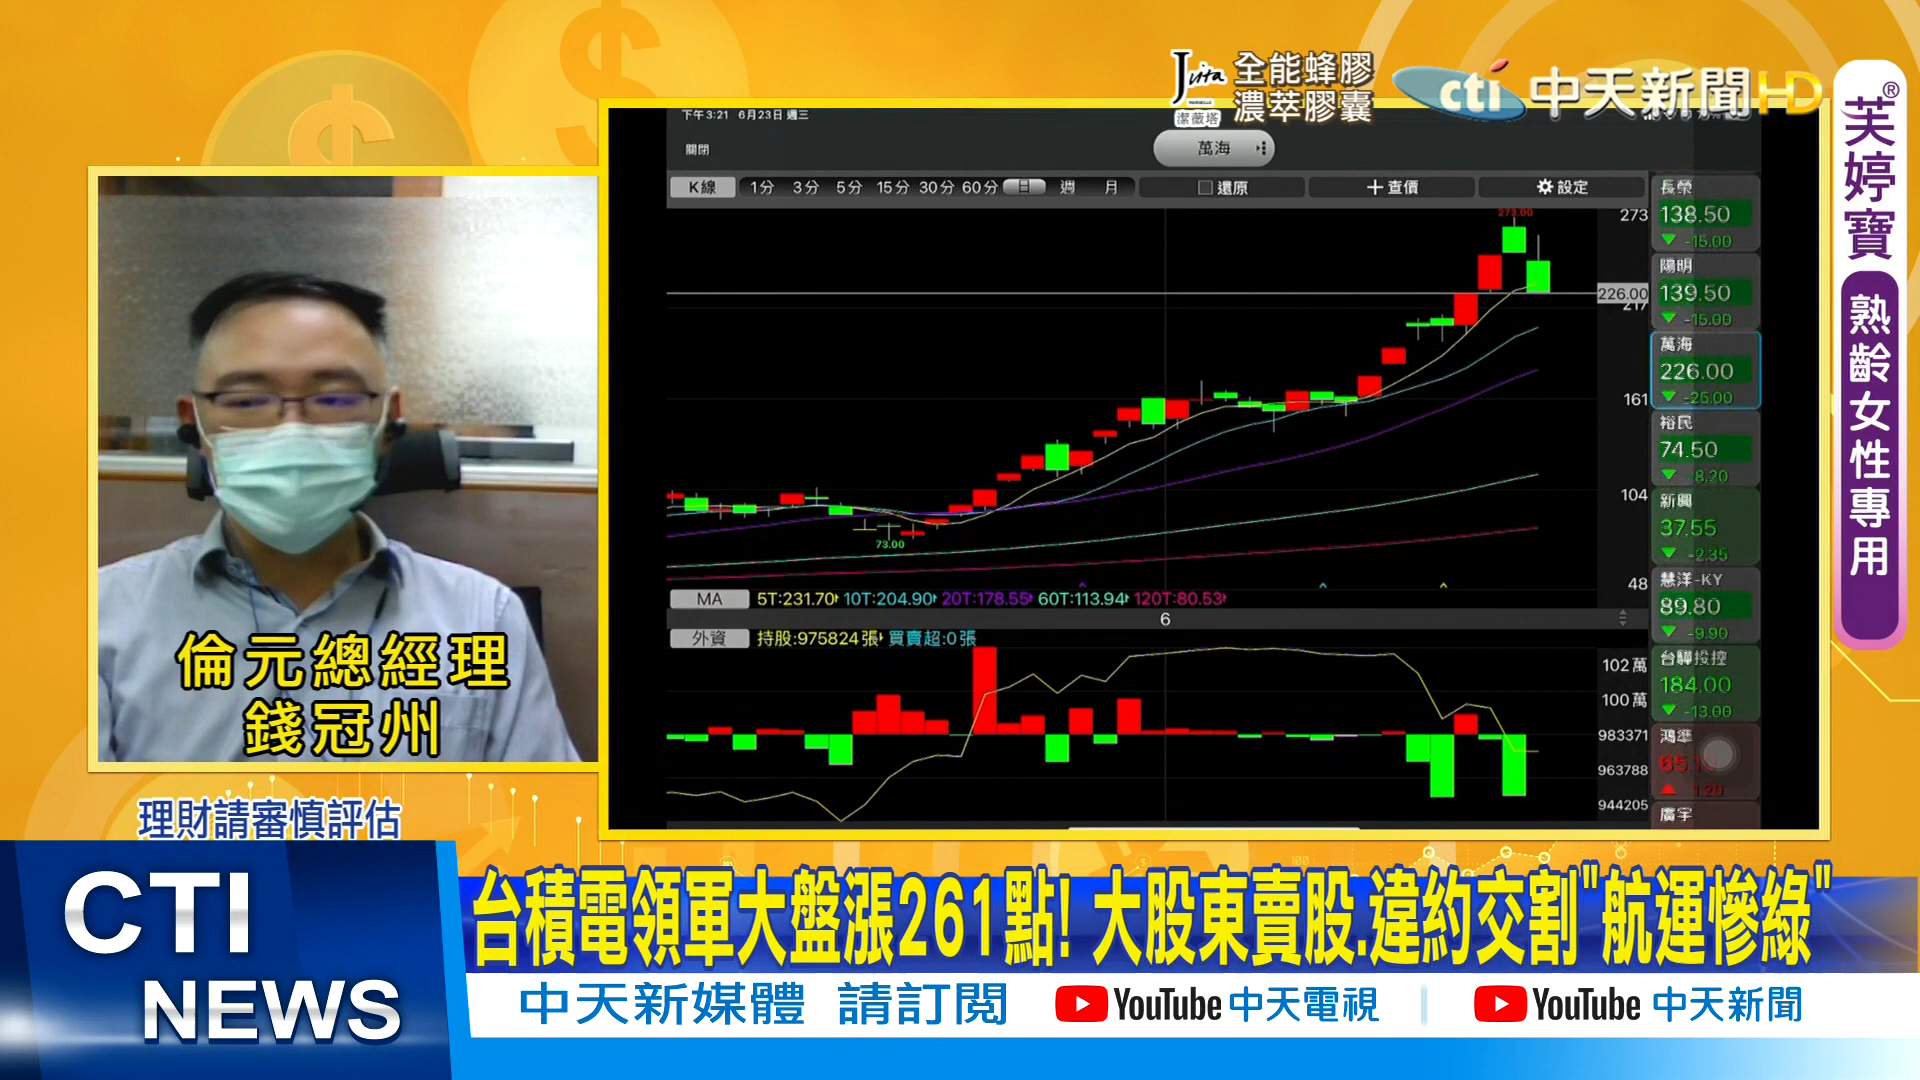 Jvita
潔薇塔
全能蜂膠
濃萃膠囊
cti 中天新聞HD
芙婷寶®
熟齡女性專用
下午3:21 6月23日 週三
關閉
萬海
K線 1分 3分 5分 15分 30分 60分 日 週 月 還原 +查價 設定
273.00
273
226.00
217
161
104
48
73.00
MA 5T:231.70 10T:204.90 20T:178.55 60T:113.94 120T:80.53
6
外資 持股:975824張 買賣超:0張
102萬
100萬
983371
963788
944205
長榮
138.50
▼ -15.00
陽明
139.50
▼ -15.00
萬海
226.00
▼ -25.00
裕民
74.50
▼ -8.20
新興
37.55
▼ -2.35
慧洋-KY
89.80
▼ -9.90
台驊投控
184.00
▼ -13.00
鴻準
▲ 1.20
廣宇
倫元總經理
錢冠州
理財請審慎評估
CTI
NEWS
台積電領軍大盤漲261點! 大股東賣股.違約交割"航運慘綠"
中天新媒體 請訂閱 YouTube 中天電視 | YouTube 中天新聞